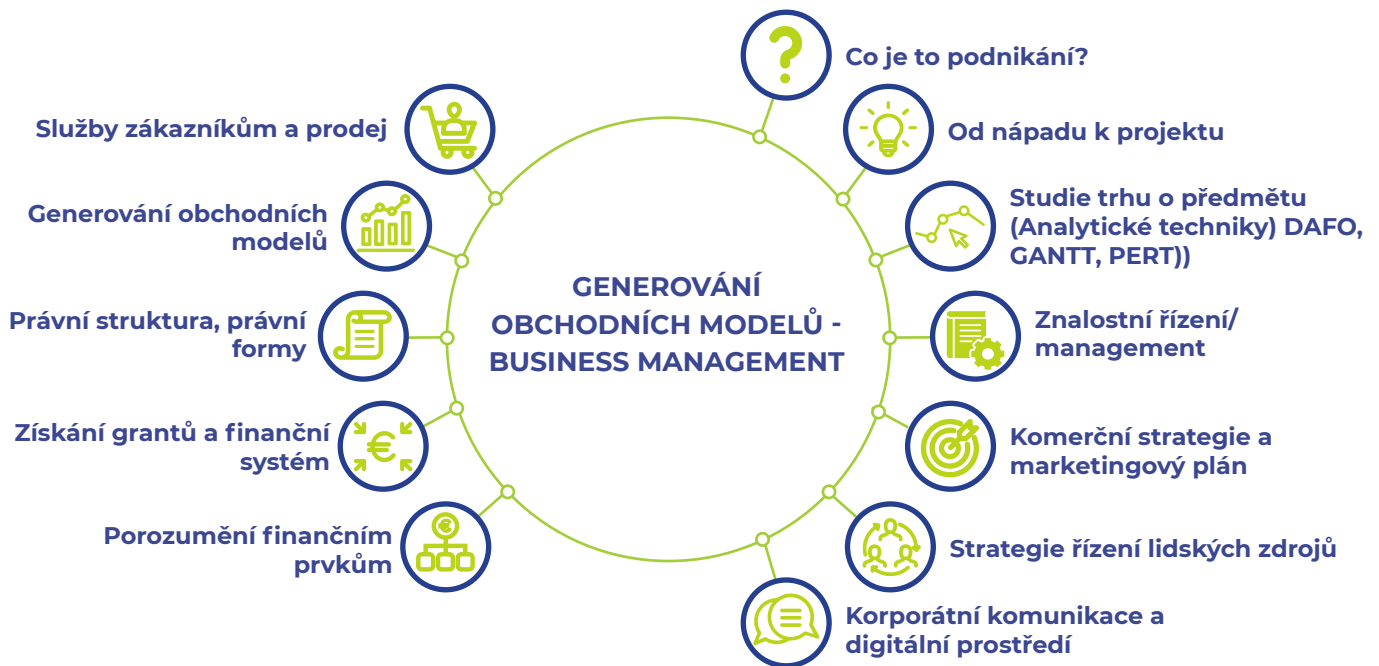 Co je to podnikání?
Od nápadu k projektu
Studie trhu o předmětu
(Analytické techniky) DAFO,
GANTT, PERT))
Znalostní řízení/
management
Komerční strategie a
marketingový plán
Strategie řízení lidských zdrojů
Korporátní komunikace a
digitální prostředí
Porozumění finančním
prvkům
Získání grantů a finanční
systém
Právní struktura, právní
formy
Generování obchodních
modelů
Služby zákazníkům a prodej
GENEROVÁNÍ
OBCHODNÍCH MODELŮ -
BUSINESS MANAGEMENT